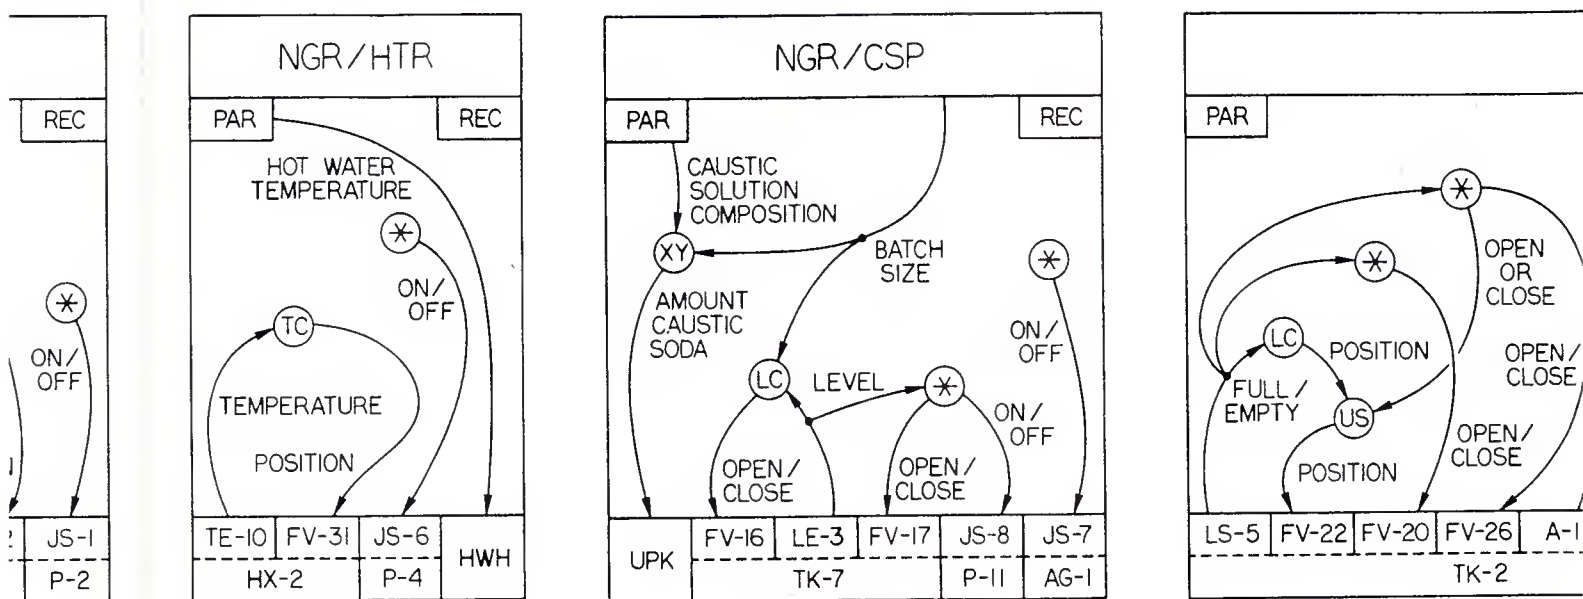 REC
ON/
OFF
JS-1
P-2
NGR/HTR
PAR
REC
HOT WATER
TEMPERATURE
*
ON/
OFF
TC
TEMPERATURE
POSITION
TE-10
FV-31
JS-6
HWH
HX-2
P-4
NGR/CSP
PAR
REC
CAUSTIC
SOLUTION
COMPOSITION
XY
BATCH
SIZE
*
AMOUNT
CAUSTIC
SODA
ON/
OFF
LC
LEVEL
*
ON/
OFF
OPEN/
CLOSE
OPEN/
CLOSE
UPK
FV-16
LE-3
FV-17
JS-8
JS-7
TK-7
P-11
AG-1
PAR
*
*
OPEN
OR
CLOSE
LC
POSITION
OPEN/
CLOSE
FULL/
EMPTY
US
OPEN/
CLOSE
POSITION
LS-5
FV-22
FV-20
FV-26
A-1
TK-2